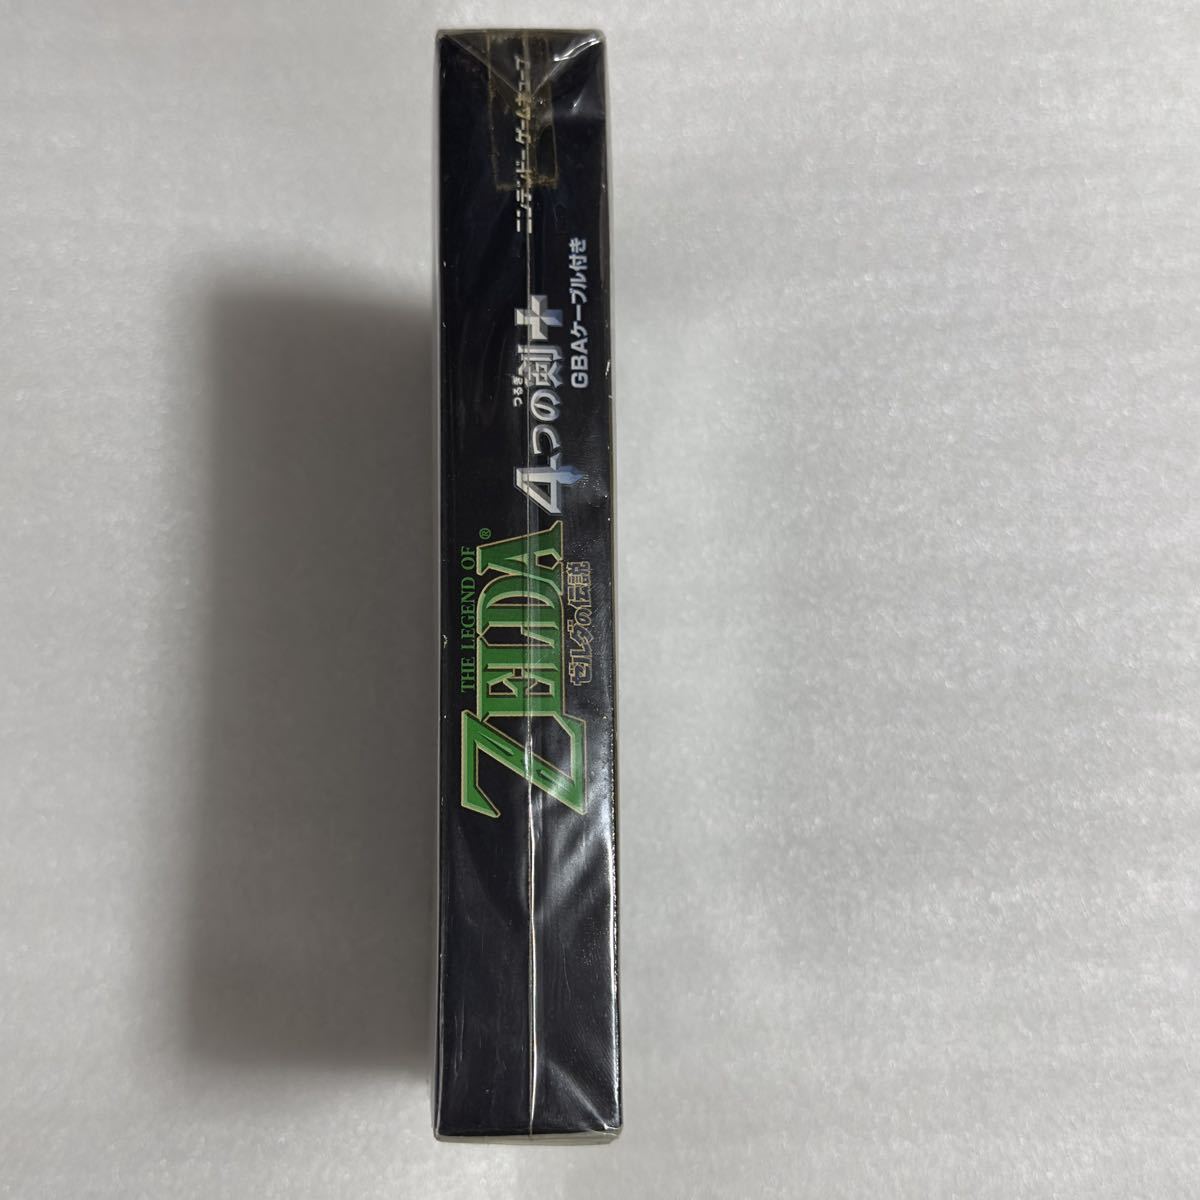 THE LEGEND OF
ZELDA®
ゼルダの伝説
つるぎ
4つの剣+
ニンテンドーゲームキューブ
GBAケーブル付き